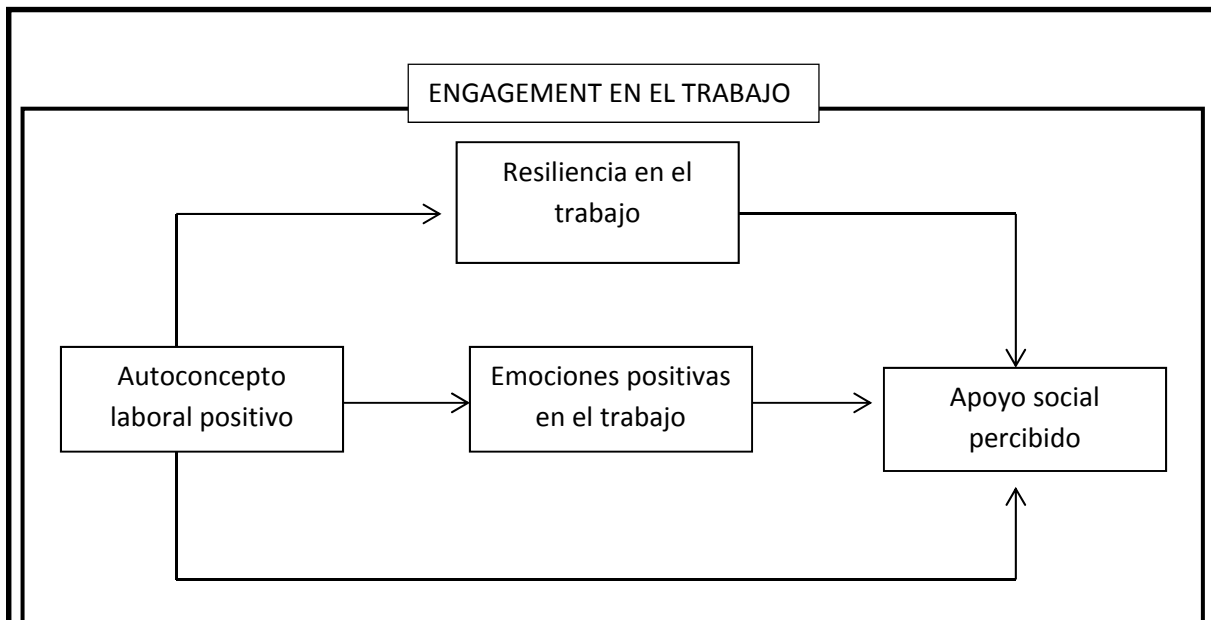 ENGAGEMENT EN EL TRABAJO
Resiliencia en el
trabajo
Autoconcepto
laboral positivo
Emociones positivas
en el trabajo
Apoyo social
percibido